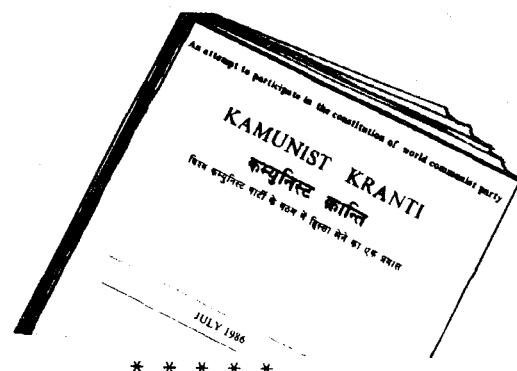 An attempt to participate in the constitution of world communist party
KAMUNIST KRANTI
कम्युनिस्ट क्रान्ति
विश्व कम्युनिस्ट पार्टी के गठन में हिस्सा लेने का एक प्रयास
JULY 1986
* * * * *